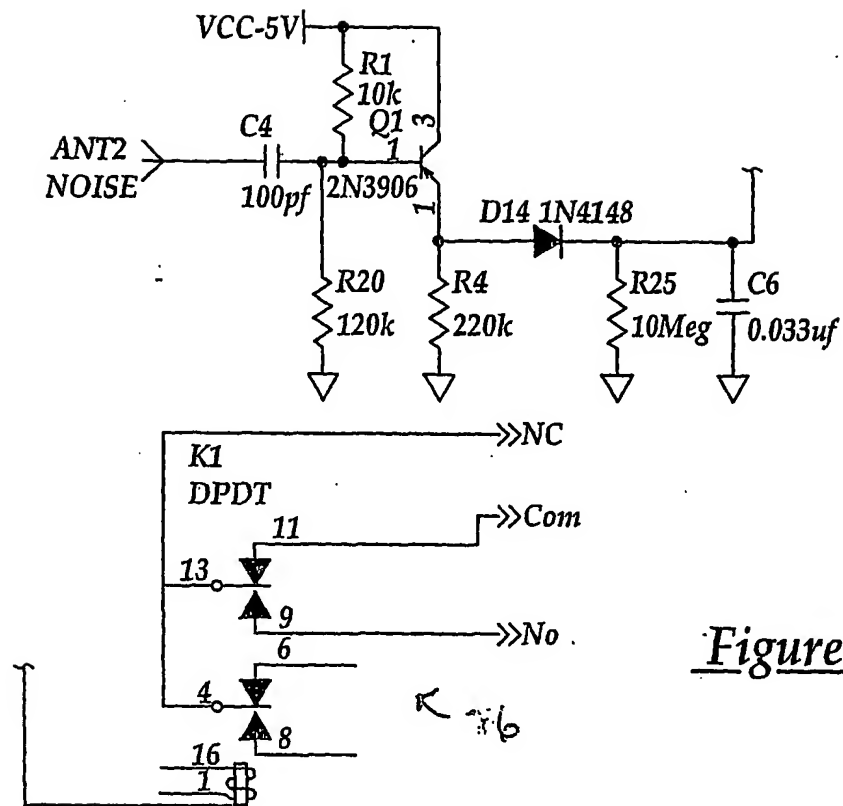 VCC-5V
R1
10k
C4
Q1
3
1
ANT2
NOISE
100pf
2N3906
1
D14 1N4148
R20
120k
R4
220k
R25
10Meg
C6
0.033uf
NC
K1
DPDT
Com
11
13
9
No
6
4
8
16
1
Figure